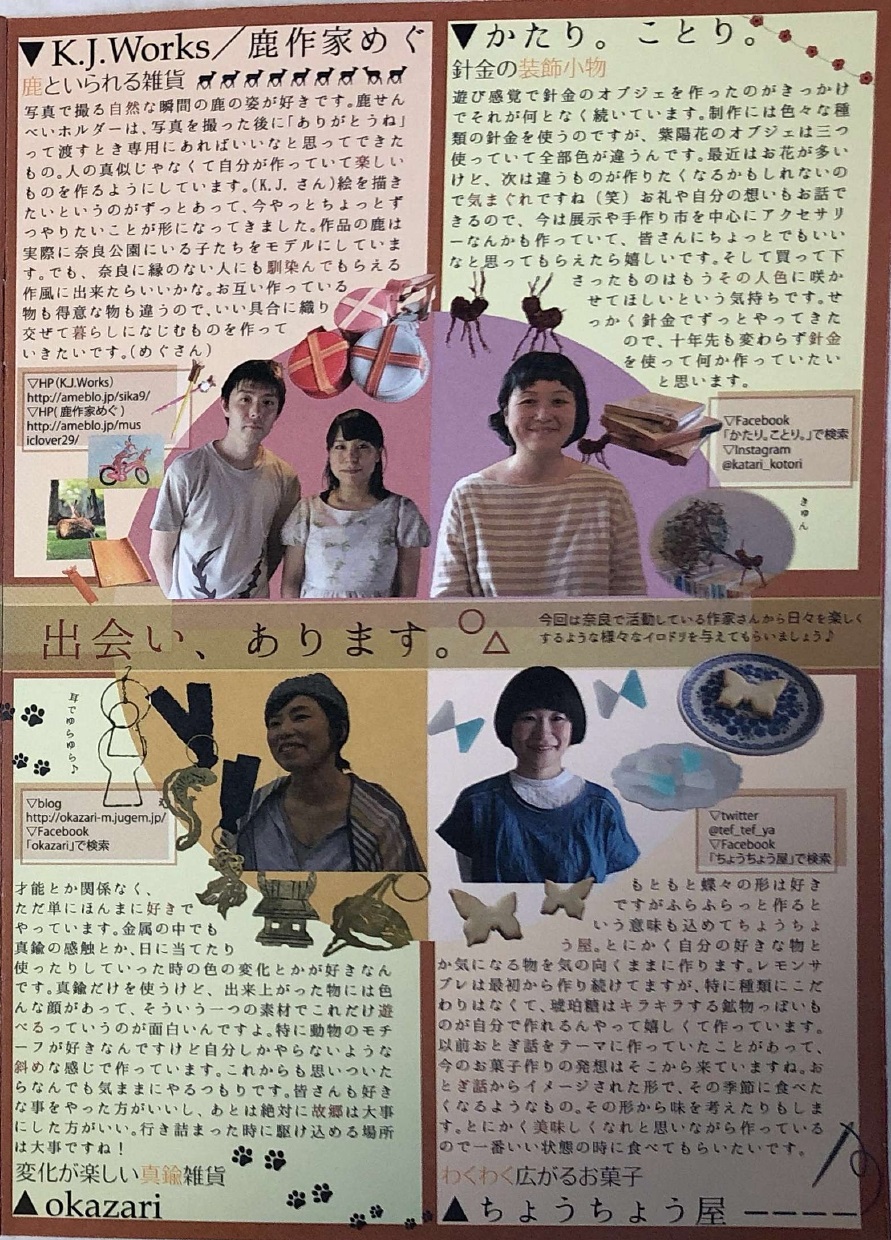 ▼K.J.Works／鹿作家めぐ
鹿といられる雑貨
写真で撮る自然な瞬間の鹿の姿が好きです。鹿せん
べいホルダーは、写真を撮った後に「ありがとうね」
って渡すとき専用にあればいいなと思ってできた
もの。人の真似じゃなくて自分が作っていて楽しい
ものを作るようにしています。(K.J.さん)絵を描き
たいというのがずっとあって、今やっとちょっとず
つやりたいことが形になってきました。作品の鹿は
実際に奈良公園にいる子たちをモデルにしていま
す。でも、奈良に縁のない人にも馴染んでもらえる
作風に出来たらいいかな。お互い作っている
物も得意な物も違うので、いい具合に織り
交ぜて暮らしになじむものを作って
いきたいです。(めぐさん)
▽HP(K.J.Works)
http://ameblo.jp/sika9/
▽HP(鹿作家めぐ)
http://ameblo.jp/mus
iclover29/
▼かたり。ことり。
針金の装飾小物
遊び感覚で針金のオブジェを作ったのがきっかけ
でそれが何となく続いています。制作には色々な種
類の針金を使うのですが、紫陽花のオブジェは三つ
使っていて全部色が違うんです。最近はお花が多い
けど、次は違うものが作りたくなるかもしれないの
で気まぐれですね（笑）お礼や自分の想いもお話で
きるので、今は展示や手作り市を中心にアクセサリ
ーなんかも作っていて、皆さんにちょっとでもいい
なと思ってもらえたら嬉しいです。そして買って下
さったものはもうその人色に咲か
せてほしいという気持ちです。せ
っかく針金でずっとやってきた
ので、十年先も変わらず針金
を使って何か作っていたい
と思います。
▽Facebook
「かたり。ことり。」で検索
▽Instagram
@katari_kotori
きゅん
出会い、あります。○△
今回は奈良で活動している作家さんから日々を楽しく
するような様々なイロドリを与えてもらいましょう♪
耳でゆらゆら♪
▽blog
http://okazari-m.jugem.jp/
▽Facebook
「okazari」で検索
才能とか関係なく、
ただ単にほんまに好きで
やっています。金属の中でも
真鍮の感触とか、日に当てたり
使ったりしていった時の色の変化とかが好きなん
です。真鍮だけを使うけど、出来上がった物には色
んな顔があって、そういう一つの素材でこれだけ遊
べるっていうのが面白いんですよ。特に動物のモチ
ーフが好きなんですけど自分しかやらないような
斜めな感じで作っています。これからも思いついた
らなんでも気ままにやるつもりです。皆さんも好き
な事をやった方がいいし、あとは絶対に故郷は大事
にした方がいい。行き詰まった時に駆け込める場所
は大事ですね！
変化が楽しい真鍮雑貨
▲okazari
▽twitter
@tef_tef_ya
▽Facebook
「ちょうちょう屋」で検索
もともと蝶々の形は好き
ですがふらふらっと作ると
いう意味も込めてちょうちょ
う屋。とにかく自分の好きな物と
か気になる物を気の向くままに作ります。レモンサ
ブレは最初から作り続けてますが、特に種類にこだ
わりはなくて、琥珀糖はキラキラする鉱物っぽいも
のが自分で作れるんやって嬉しくて作っています。
以前おとぎ話をテーマに作っていたことがあって、
今のお菓子作りの発想はそこから来ていますね。お
とぎ話からイメージされた形で、その季節に食べた
くなるようなもの。その形から味を考えたりもしま
す。とにかく美味しくなれと思いながら作っている
ので一番いい状態の時に食べてもらいたいです。
わくわく広がるお菓子
▲ちょうちょう屋